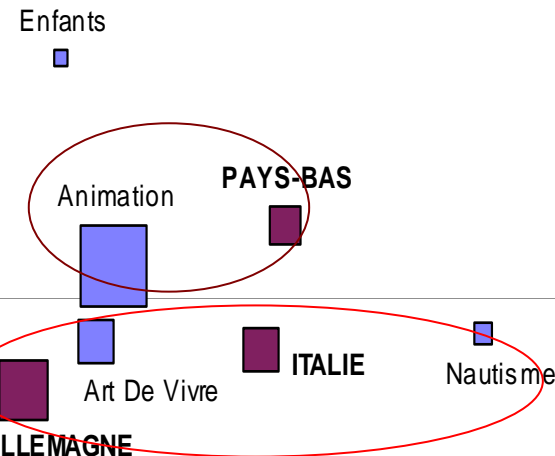 Enfants
PAYS-BAS
Animation
ITALIE
Nautisme
Art De Vivre
LLEMAGNE